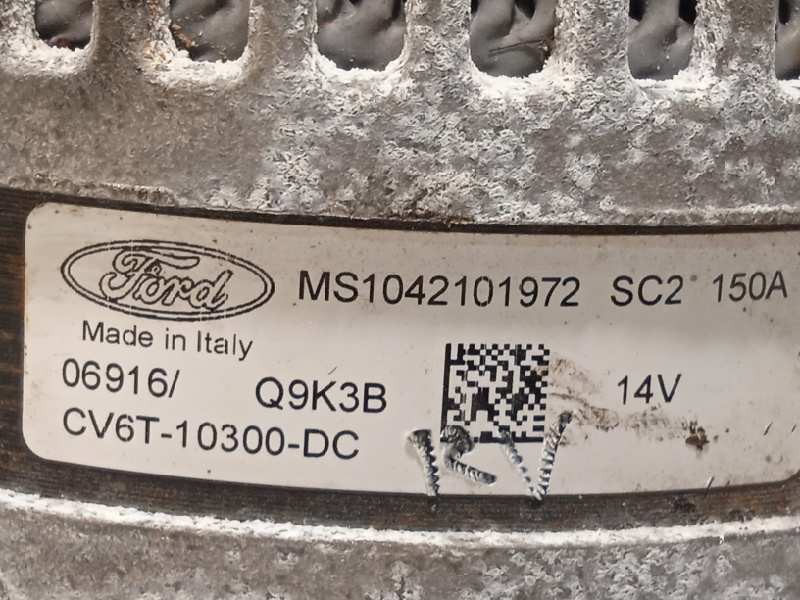 Ford MS1042101972 SC2 150A
Made in Italy
06916/ Q9K3B 14V
CV6T-10300-DC